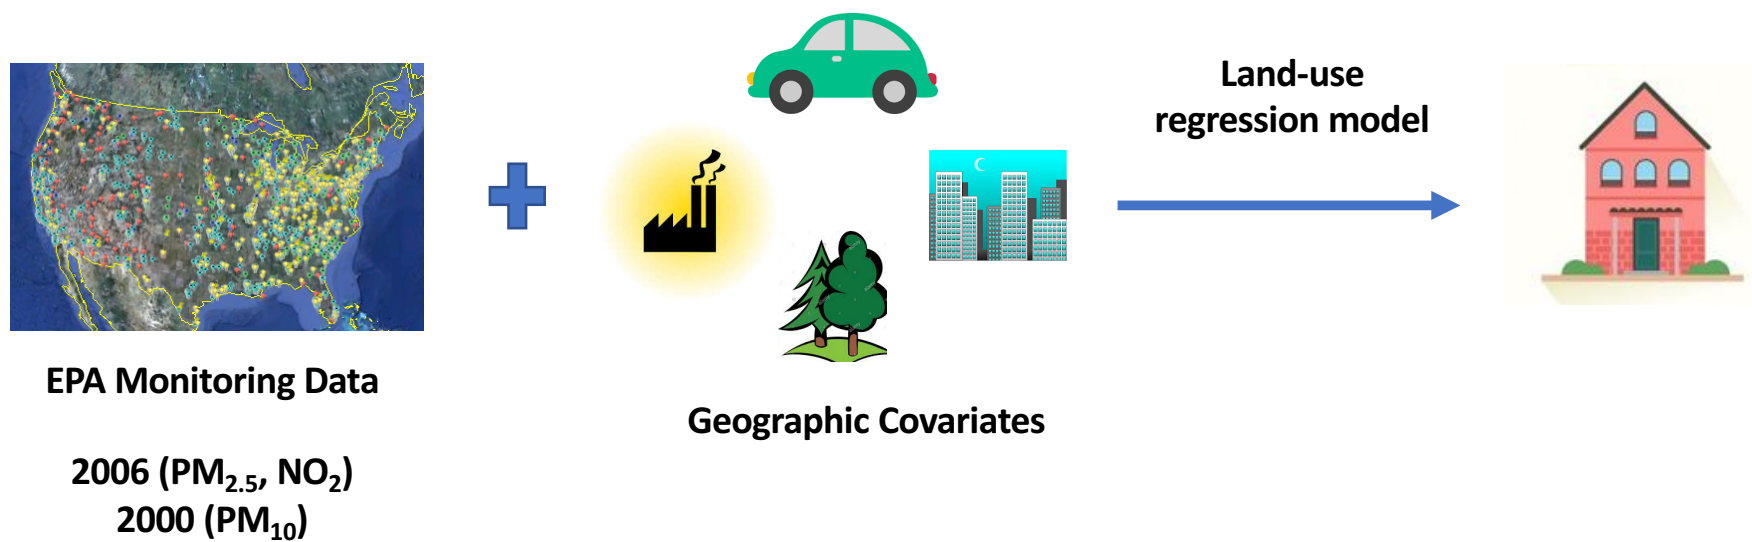 EPA Monitoring Data
2006 (PM2.5, NO2)
2000 (PM10)
Geographic Covariates
Land-use
regression model